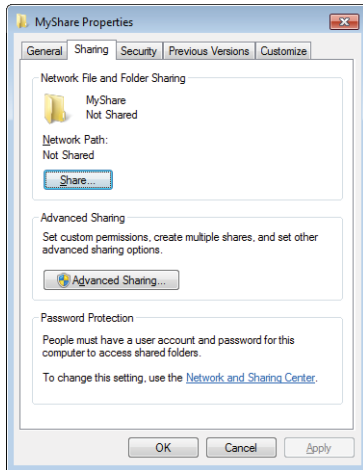 MyShare Properties
General Sharing Security Previous Versions Customize
Network File and Folder Sharing
MyShare
Not Shared
Network Path:
Not Shared
Share...
Advanced Sharing
Set custom permissions, create multiple shares, and set other
advanced sharing options.
Advanced Sharing...
Password Protection
People must have a user account and password for this
computer to access shared folders.
To change this setting, use the Network and Sharing Center.
OK Cancel Apply